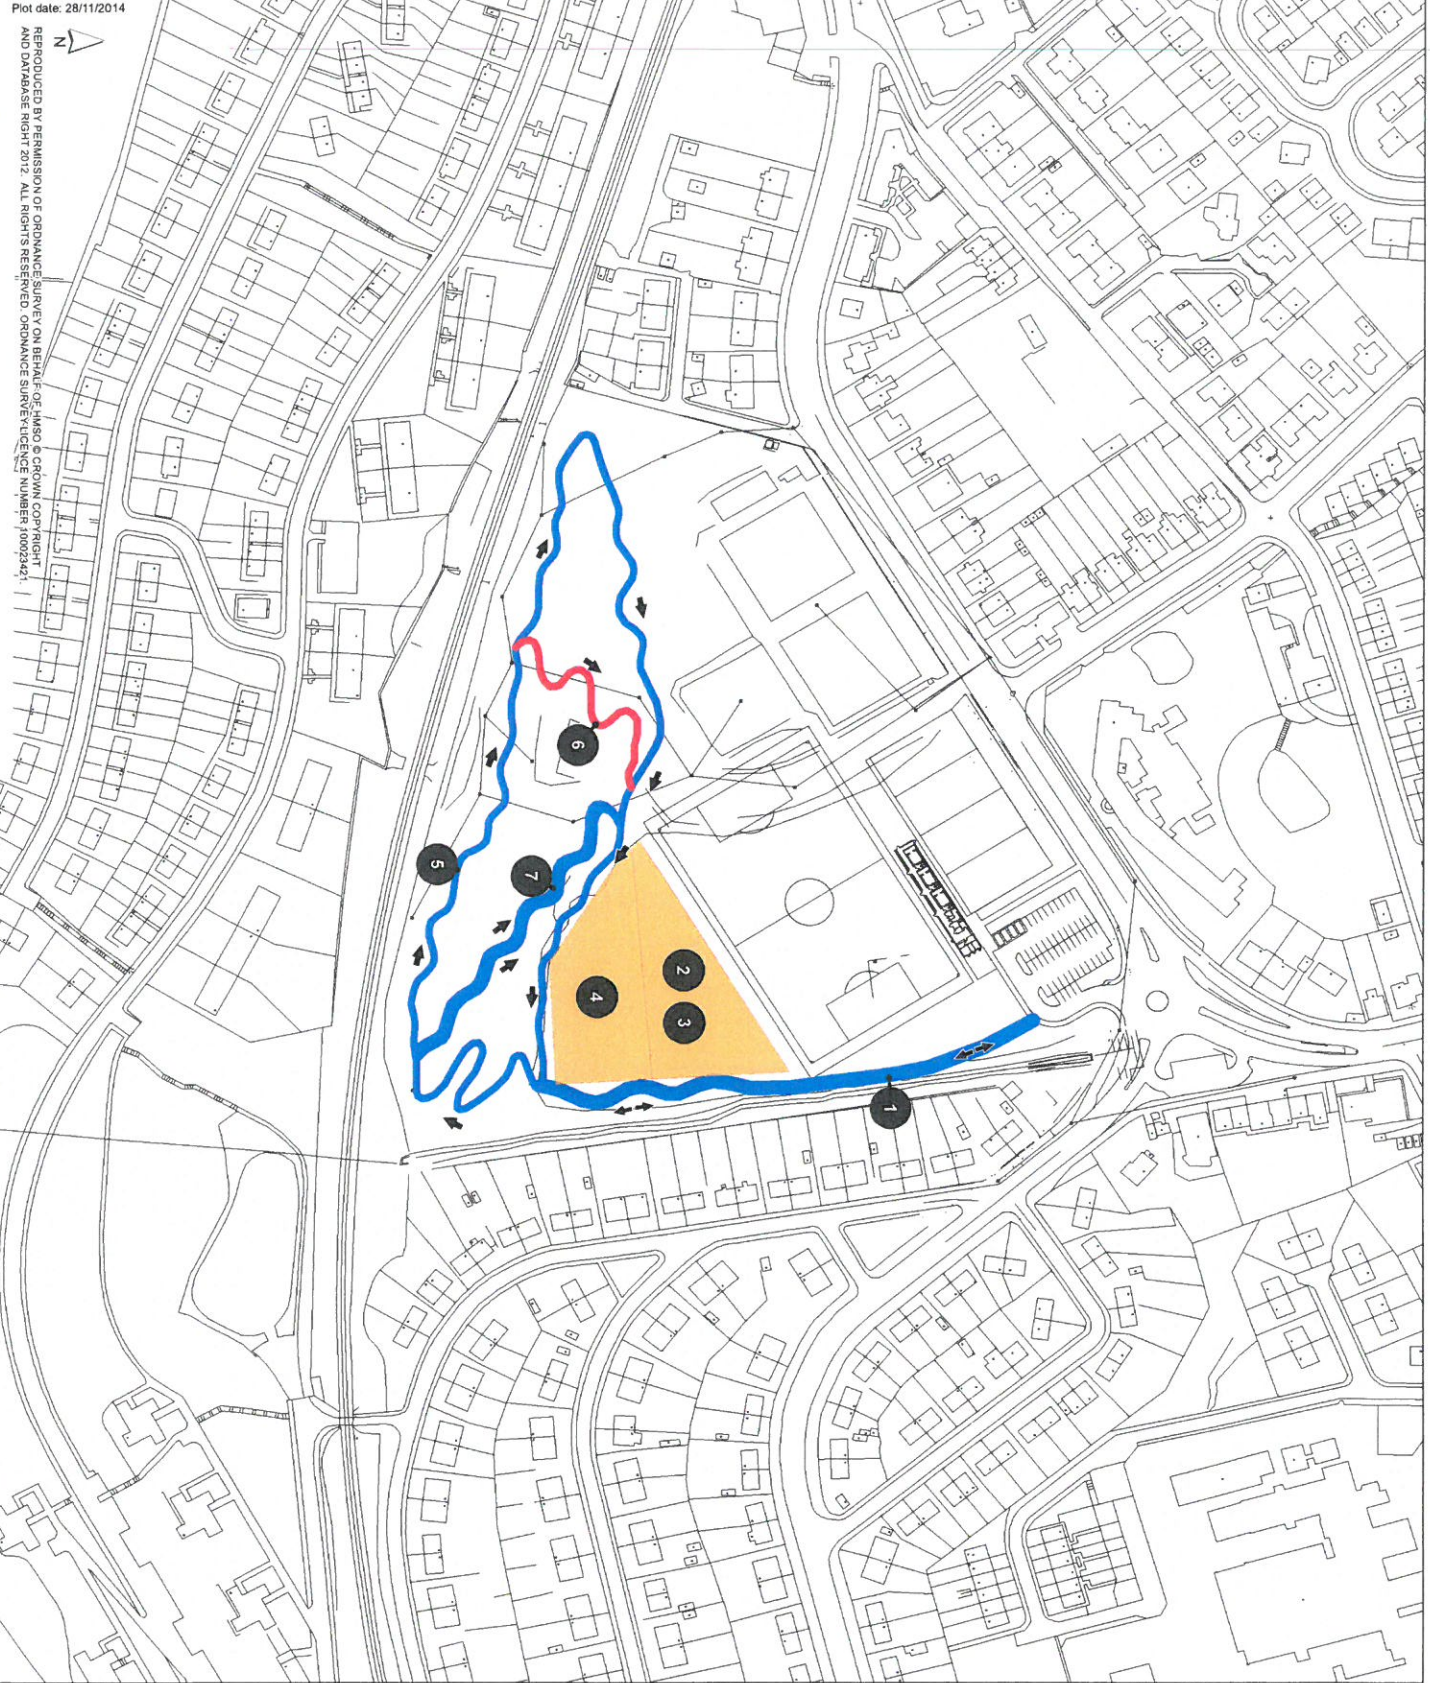 Plot date: 28/11/2014
N
REPRODUCED BY PERMISSION OF ORDNANCE SURVEY ON BEHALF OF HMSO © CROWN COPYRIGHT
AND DATABASE RIGHT 2012. ALL RIGHTS RESERVED. ORDNANCE SURVEY LICENCE NUMBER 100023421.
6
5
7
2
4
3
1